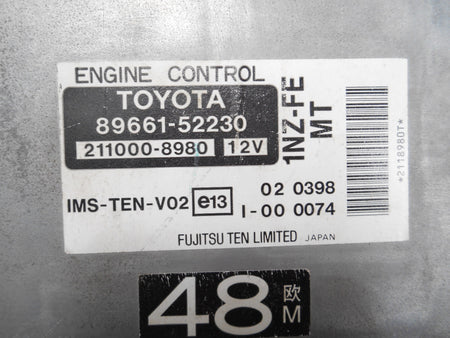 ENGINE CONTROL
TOYOTA
89661-52230
211000-8980 12V
IMS-TEN-V02 e13 02 0398
I-00 0074
FUJITSU TEN LIMITED JAPAN
1NZ-FE
MT
*2118980T*
48 欧
M